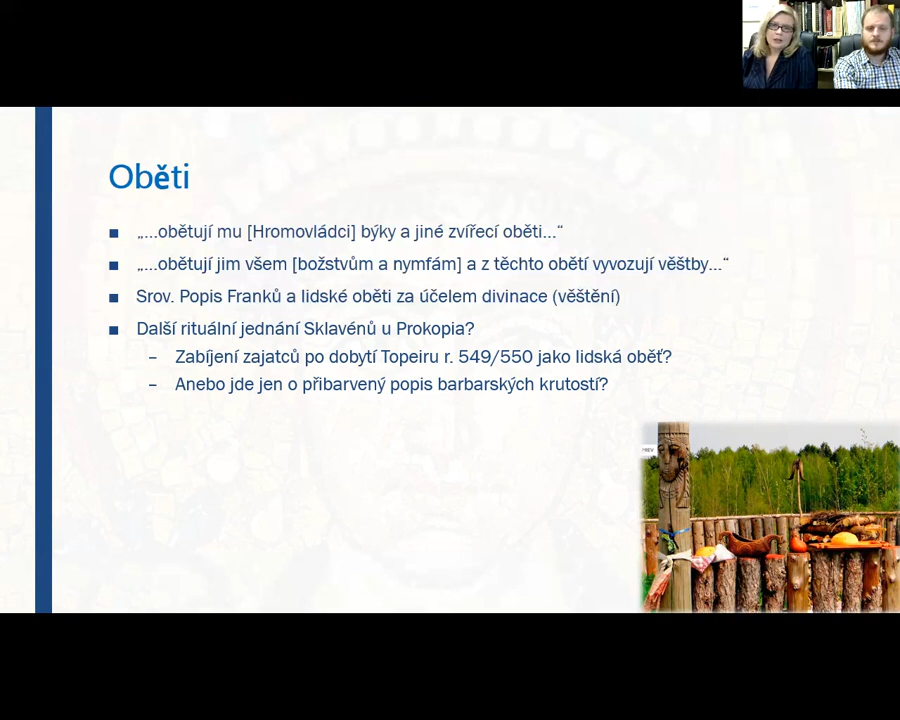 Oběti
■ „...obětují mu [Hromovládci] býky a jiné zvířecí oběti...“
■ „...obětují jim všem [božstvům a nymfám] a z těchto obětí vyvozují věštby...“
■ Srov. Popis Franků a lidské oběti za účelem divinace (věštění)
■ Další rituální jednání Sklavénů u Prokopia?
– Zabíjení zajatců po dobytí Topeiru r. 549/550 jako lidská oběť?
– Anebo jde jen o přibarvený popis barbarských krutostí?